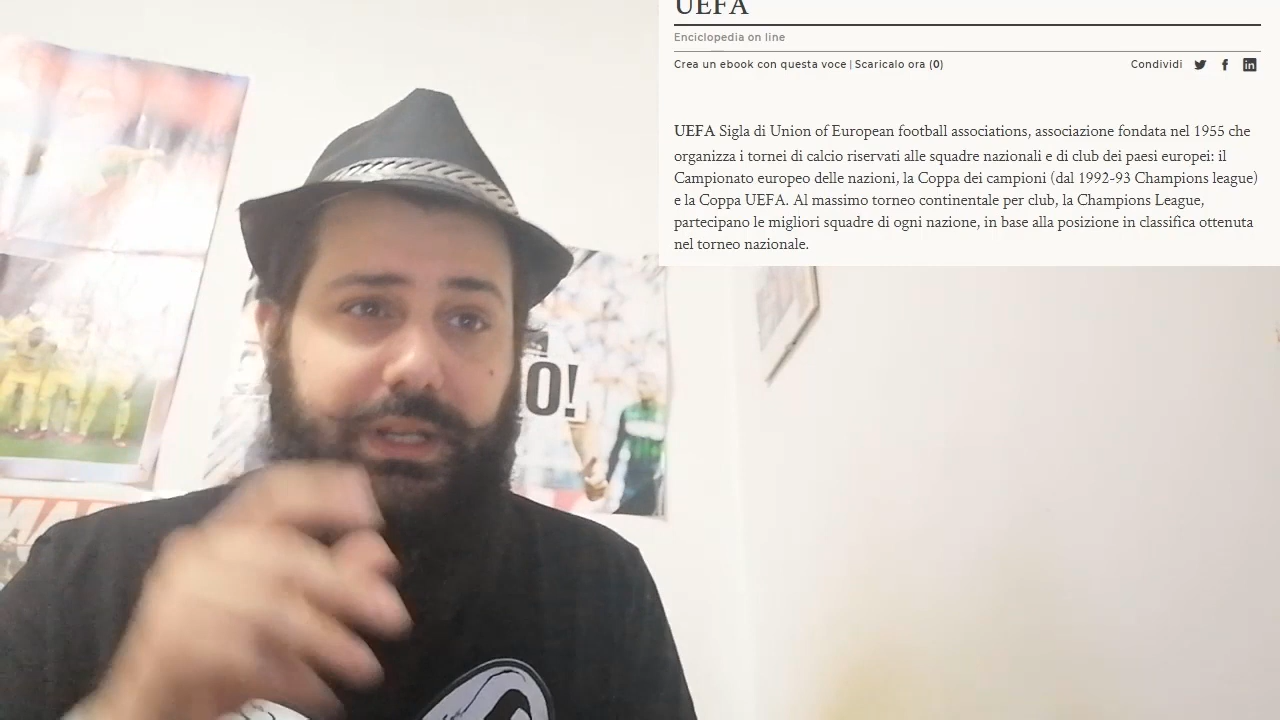 UEFA
Enciclopedia on line
Crea un ebook con questa voce | Scaricalo ora (0)
Condividi
UEFA Sigla di Union of European football associations, associazione fondata nel 1955 che
organizza i tornei di calcio riservati alle squadre nazionali e di club dei paesi europei: il
Campionato europeo delle nazioni, la Coppa dei campioni (dal 1992-93 Champions league)
e la Coppa UEFA. Al massimo torneo continentale per club, la Champions League,
partecipano le migliori squadre di ogni nazione, in base alla posizione in classifica ottenuta
nel torneo nazionale.
O!